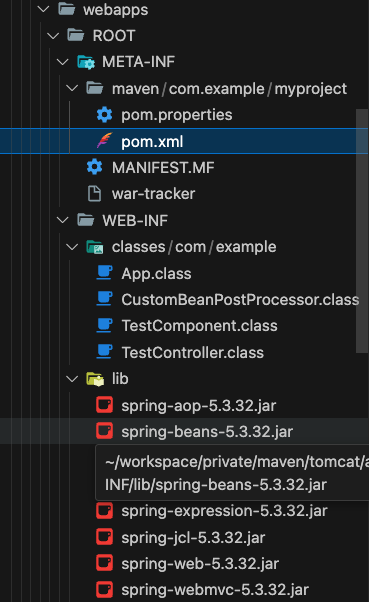 webapps
ROOT
META-INF
maven/com.example/myproject
pom.properties
pom.xml
MANIFEST.MF
war-tracker
WEB-INF
classes/com/example
App.class
CustomBeanPostProcessor.class
TestComponent.class
TestController.class
lib
spring-aop-5.3.32.jar
spring-beans-5.3.32.jar
~/workspace/private/maven/tomcat/a
INF/lib/spring-beans-5.3.32.jar
spring-expression-5.3.32.jar
spring-jcl-5.3.32.jar
spring-web-5.3.32.jar
spring-webmvc-5.3.32.jar